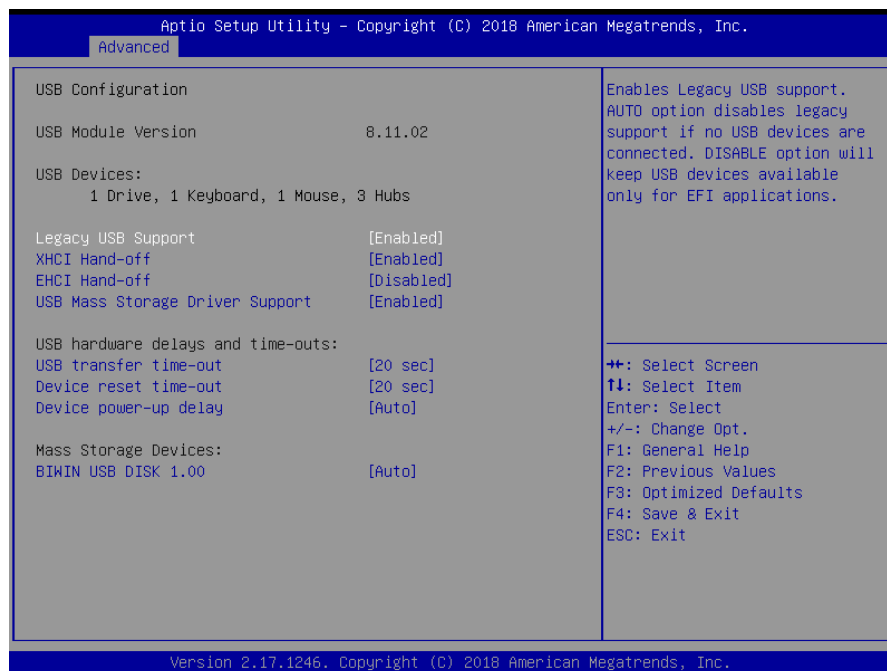 Aptio Setup Utility – Copyright (C) 2018 American Megatrends, Inc.
Advanced
USB Configuration
USB Module Version 8.11.02
USB Devices:
1 Drive, 1 Keyboard, 1 Mouse, 3 Hubs
Legacy USB Support [Enabled]
XHCI Hand-off [Enabled]
EHCI Hand-off [Disabled]
USB Mass Storage Driver Support [Enabled]
USB hardware delays and time-outs:
USB transfer time-out [20 sec]
Device reset time-out [20 sec]
Device power-up delay [Auto]
Mass Storage Devices:
BIWIN USB DISK 1.00 [Auto]
Enables Legacy USB support.
AUTO option disables legacy
support if no USB devices are
connected. DISABLE option will
keep USB devices available
only for EFI applications.
→←: Select Screen
↑↓: Select Item
Enter: Select
+/-: Change Opt.
F1: General Help
F2: Previous Values
F3: Optimized Defaults
F4: Save & Exit
ESC: Exit
Version 2.17.1246. Copyright (C) 2018 American Megatrends, Inc.